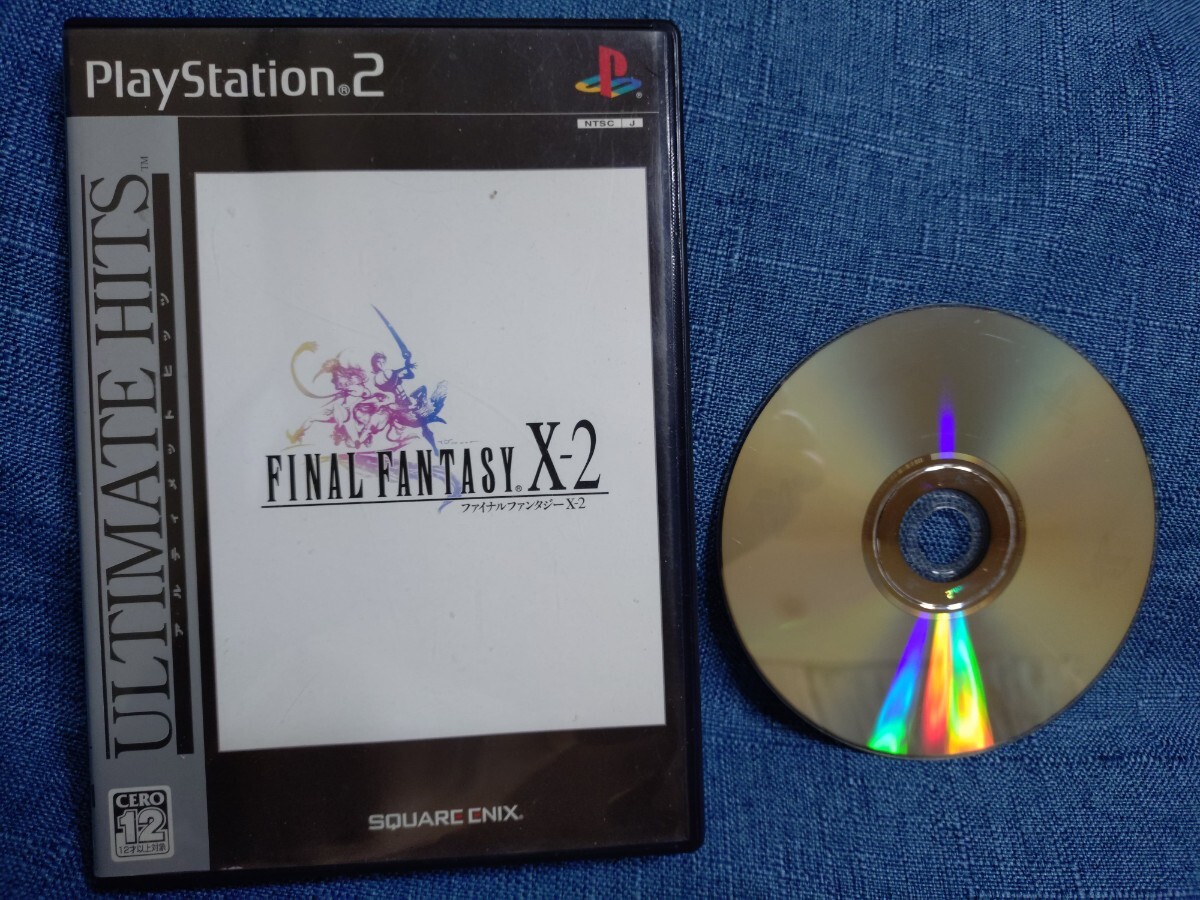 PlayStation®2
NTSC J
ULTIMATE HITS™
アルティメットヒッツ
FINAL FANTASY® X-2
ファイナルファンタジー X-2
CERO
12
12才以上対象
SQUARE ENIX®